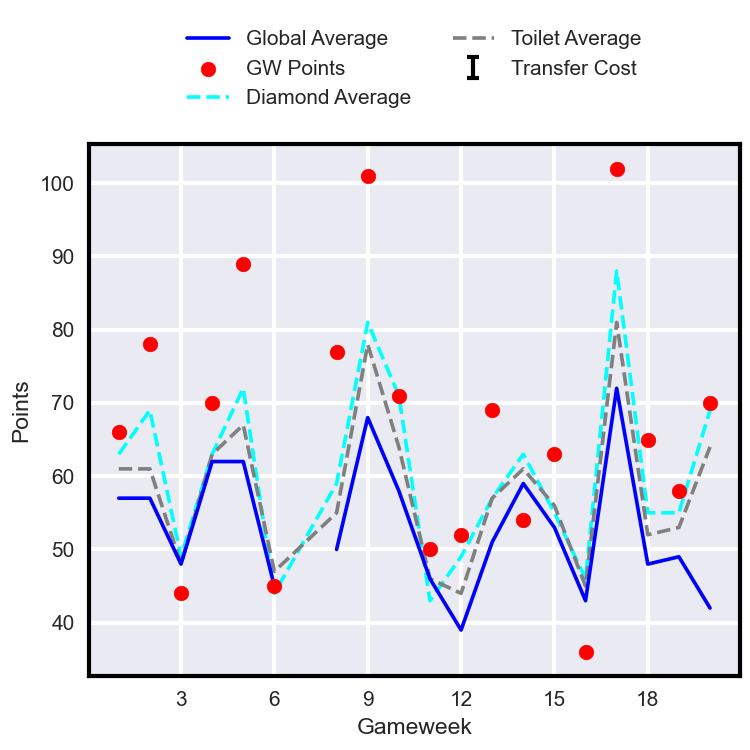 Global Average
GW Points
Diamond Average
Toilet Average
Transfer Cost
100
90
80
70
60
50
40
Points
3 6 9 12 15 18
Gameweek